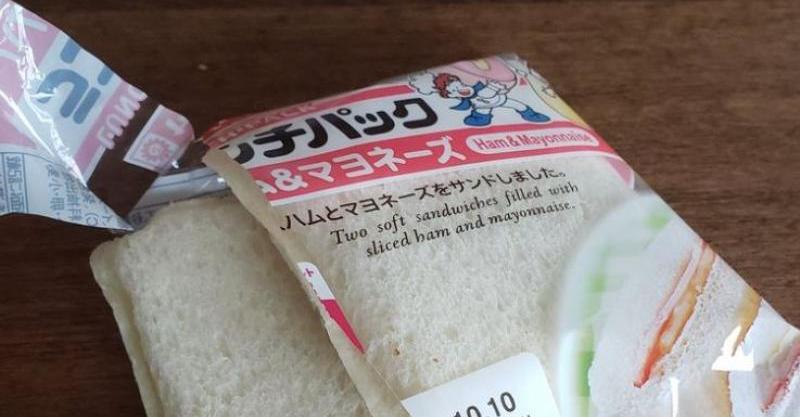 ンチパック
ム&マヨネーズ Ham&Mayonnaise
ハムとマヨネーズをサンドしました。
Two soft sandwiches filled with
sliced ham and mayonnaise.
10.10